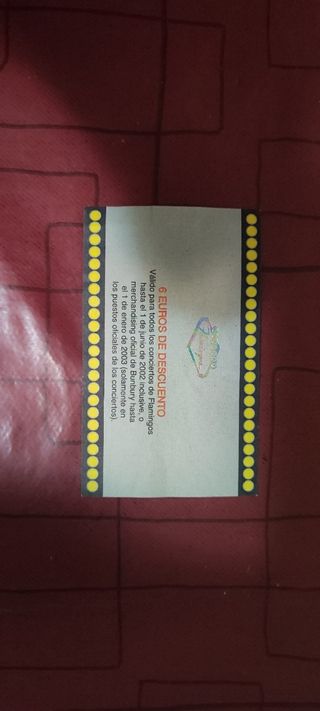 6 EUROS DE DESCUENTO
Válido para todos los conciertos de Flamingos
hasta el 1 de junio de 2002 inclusive, o
merchandising oficial de Bunbury hasta
el 1 de enero de 2003 (solamente en
los puestos oficiales de los conciertos).